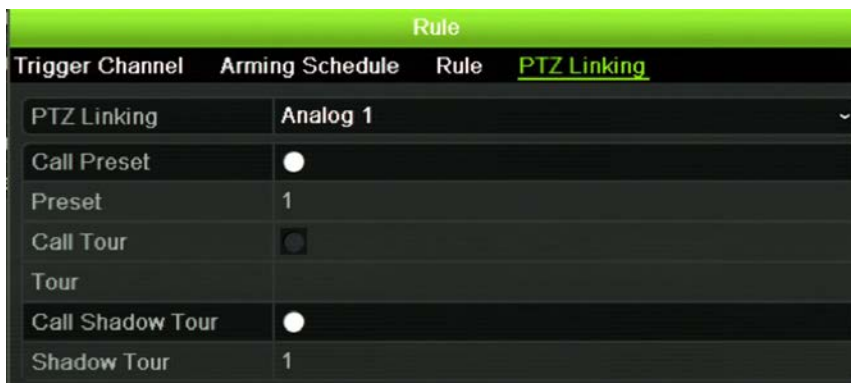 Rule
Trigger Channel Arming Schedule Rule PTZ Linking
PTZ Linking Analog 1
Call Preset
Preset 1
Call Tour
Tour
Call Shadow Tour
Shadow Tour 1